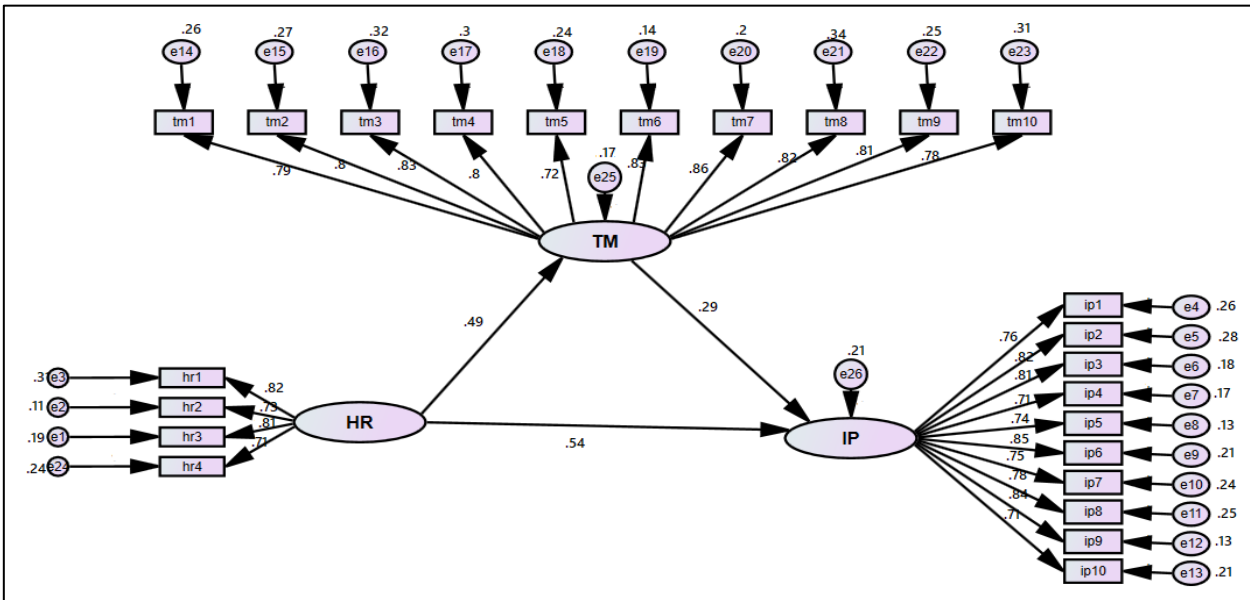 .26 .27 .32 .3 .24 .14 .2 .34 .25 .31
e14 e15 e16 e17 e18 e19 e20 e21 e22 e23
tm1 tm2 tm3 tm4 tm5 tm6 tm7 tm8 tm9 tm10
.79 .8 .83 .8 .72 .83 .86 .82 .81 .78
.17
e25
TM
.49 .29
.21
e26
HR
.54
IP
.31 e3 hr1 .82
.11 e2 hr2 .73
.19 e1 hr3 .81
.24 e24 hr4 .71
.76 ip1 e4 .26
.82 ip2 e5 .28
.81 ip3 e6 .18
.71 ip4 e7 .17
.74 ip5 e8 .13
.85 ip6 e9 .21
.75 ip7 e10 .24
.78 ip8 e11 .25
.84 ip9 e12 .13
.71 ip10 e13 .21